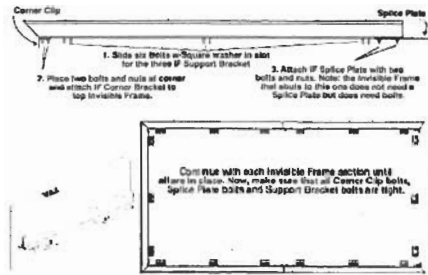 Corner Clip
Splice Plate
1. Slide six Bolts w-Square washer in slot
for the three IF Support Bracket
2. Place two bolts and nuts at corner
and attach IF Corner Bracket to
top Invisible Frame.
3. Attach IF Splice Plate with two
bolts and nuts. Note: the Invisible Frame
that abuts to this one does not need a
Splice Plate but does need bolts.
Continue with each Invisible Frame section until
all are in place. Now, make sure that all Corner Clip bolts,
Splice Plate bolts and Support Bracket bolts are tight.